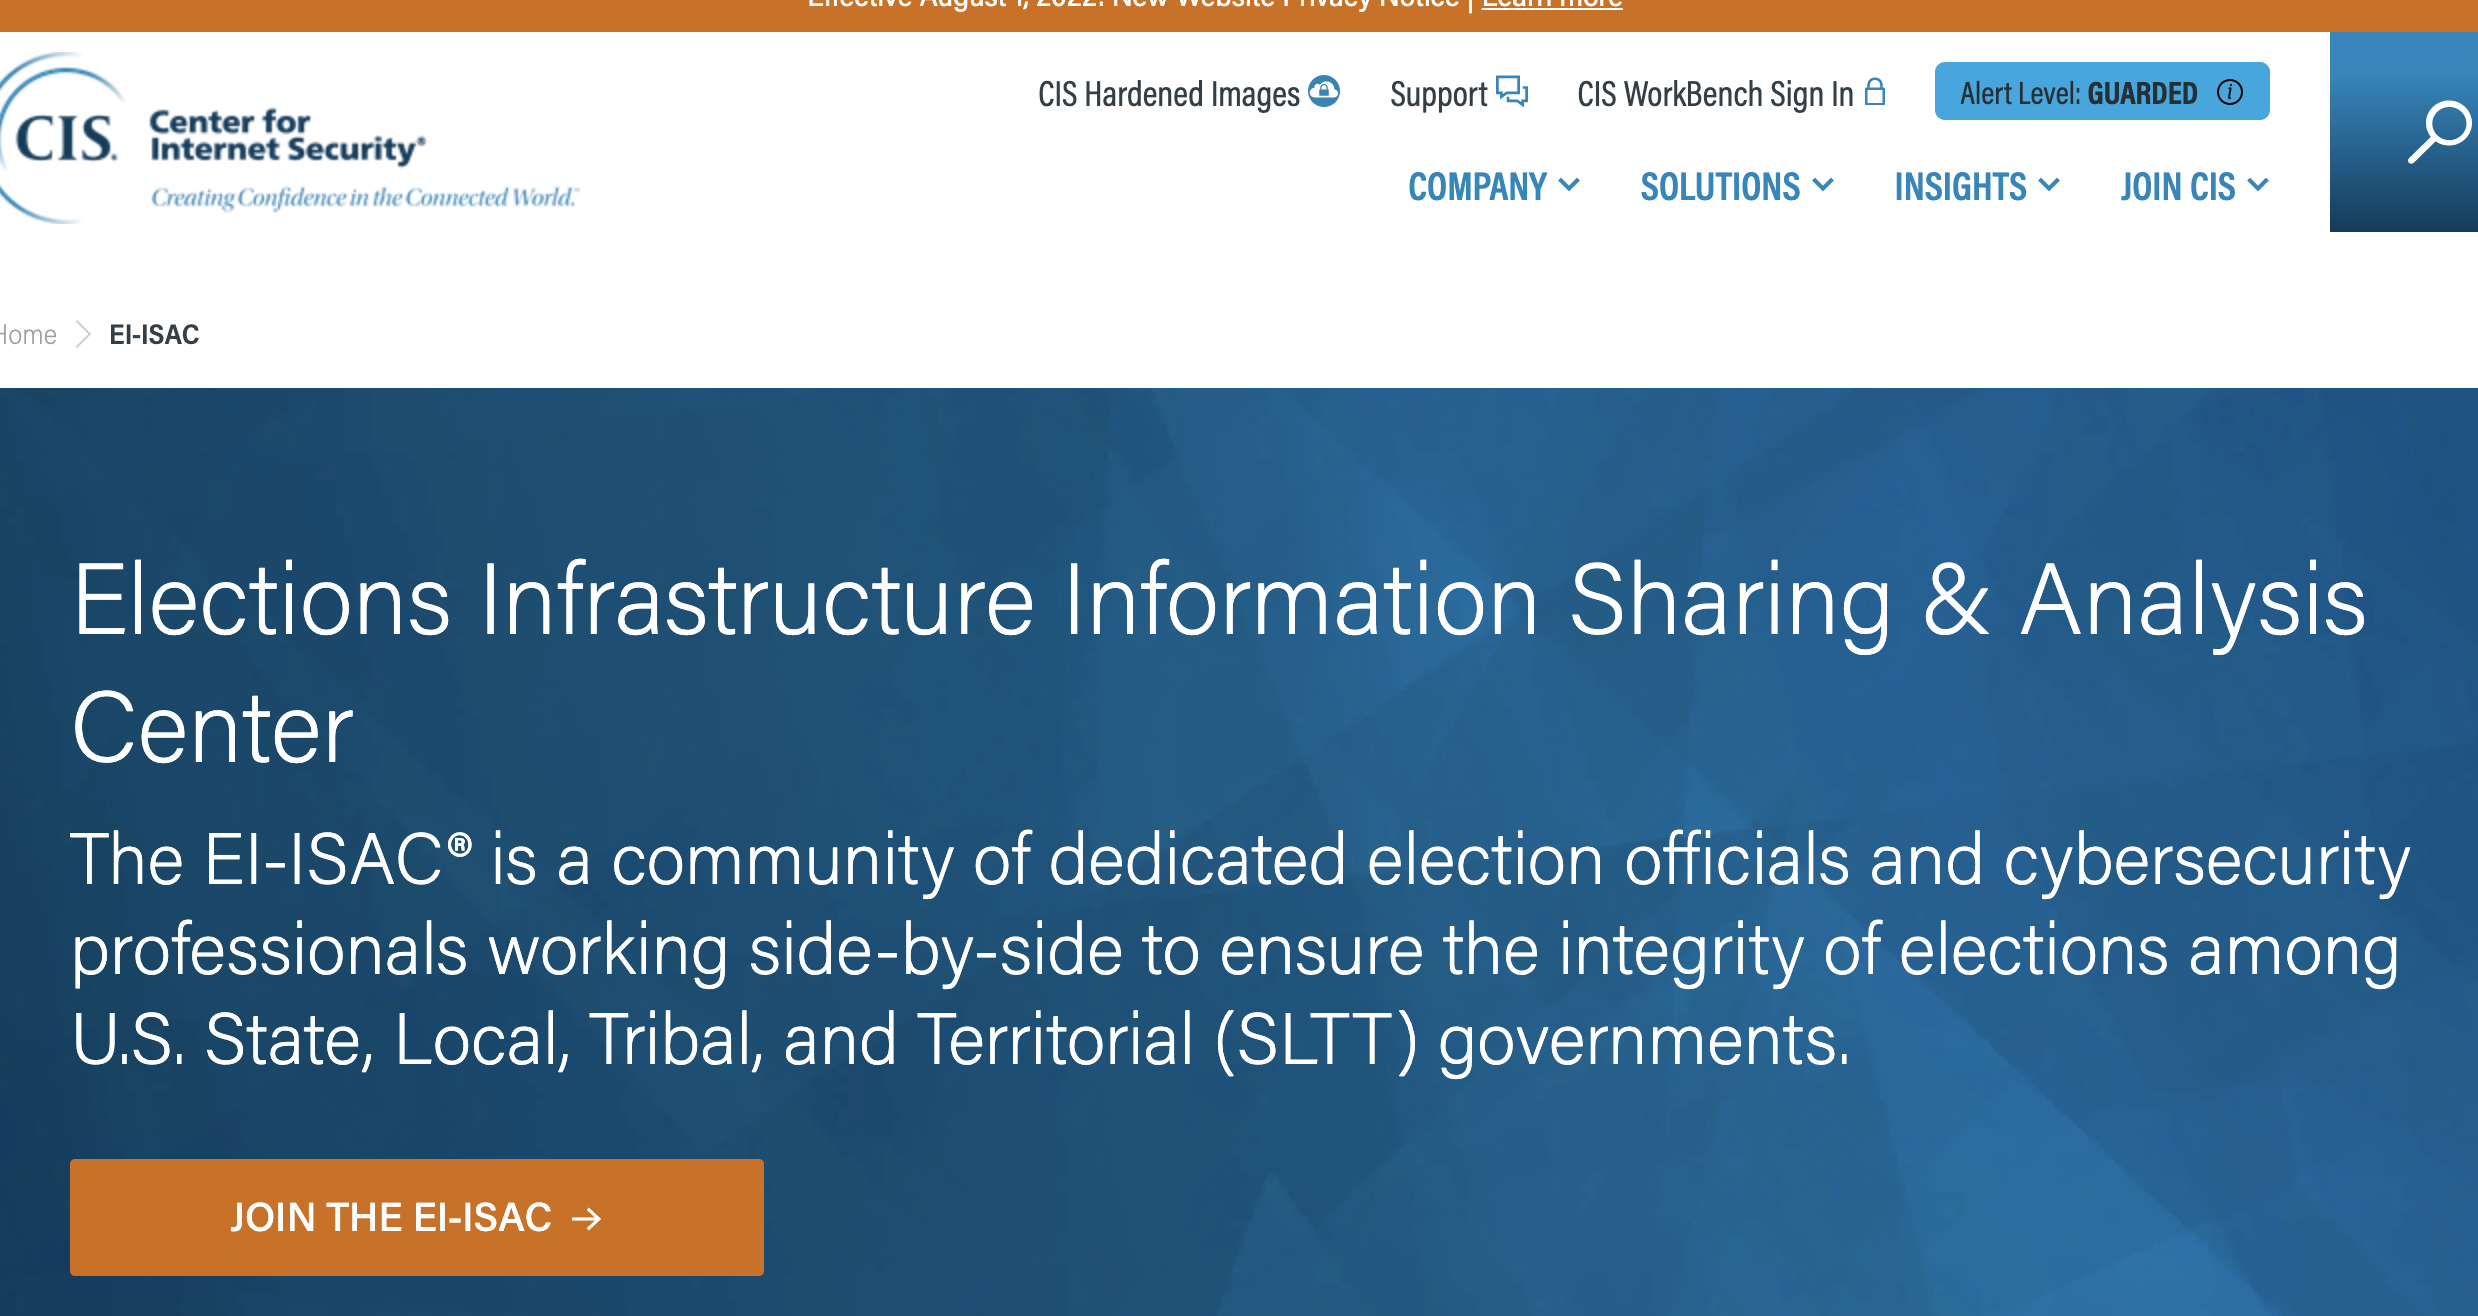 Effective August 1, 2022: New Website Privacy Notice | Learn more
CIS Hardened Images Support CIS WorkBench Sign In Alert Level: GUARDED
CIS. Center for
Internet Security®
Creating Confidence in the Connected World.™
COMPANY SOLUTIONS INSIGHTS JOIN CIS
Home EI-ISAC
Elections Infrastructure Information Sharing & Analysis
Center
The EI-ISAC® is a community of dedicated election officials and cybersecurity
professionals working side-by-side to ensure the integrity of elections among
U.S. State, Local, Tribal, and Territorial (SLTT) governments.
JOIN THE EI-ISAC →